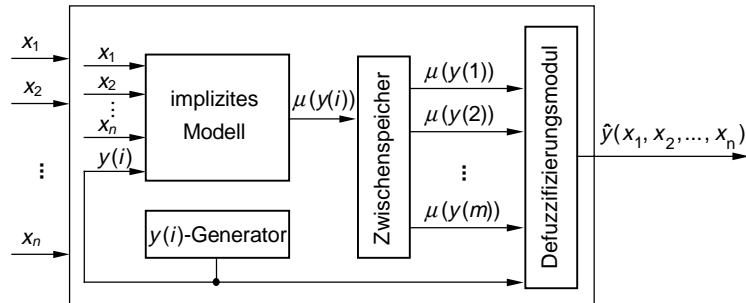 x₁
x₂
...
xₙ
x₁
x₂
...
xₙ
y(i)
implizites
Modell
y(i)-Generator
μ(y(i))
Zwischenspeicher
μ(y(1))
μ(y(2))
...
μ(y(m))
Defuzzifizierungsmodul
ŷ(x₁, x₂,..., xₙ)